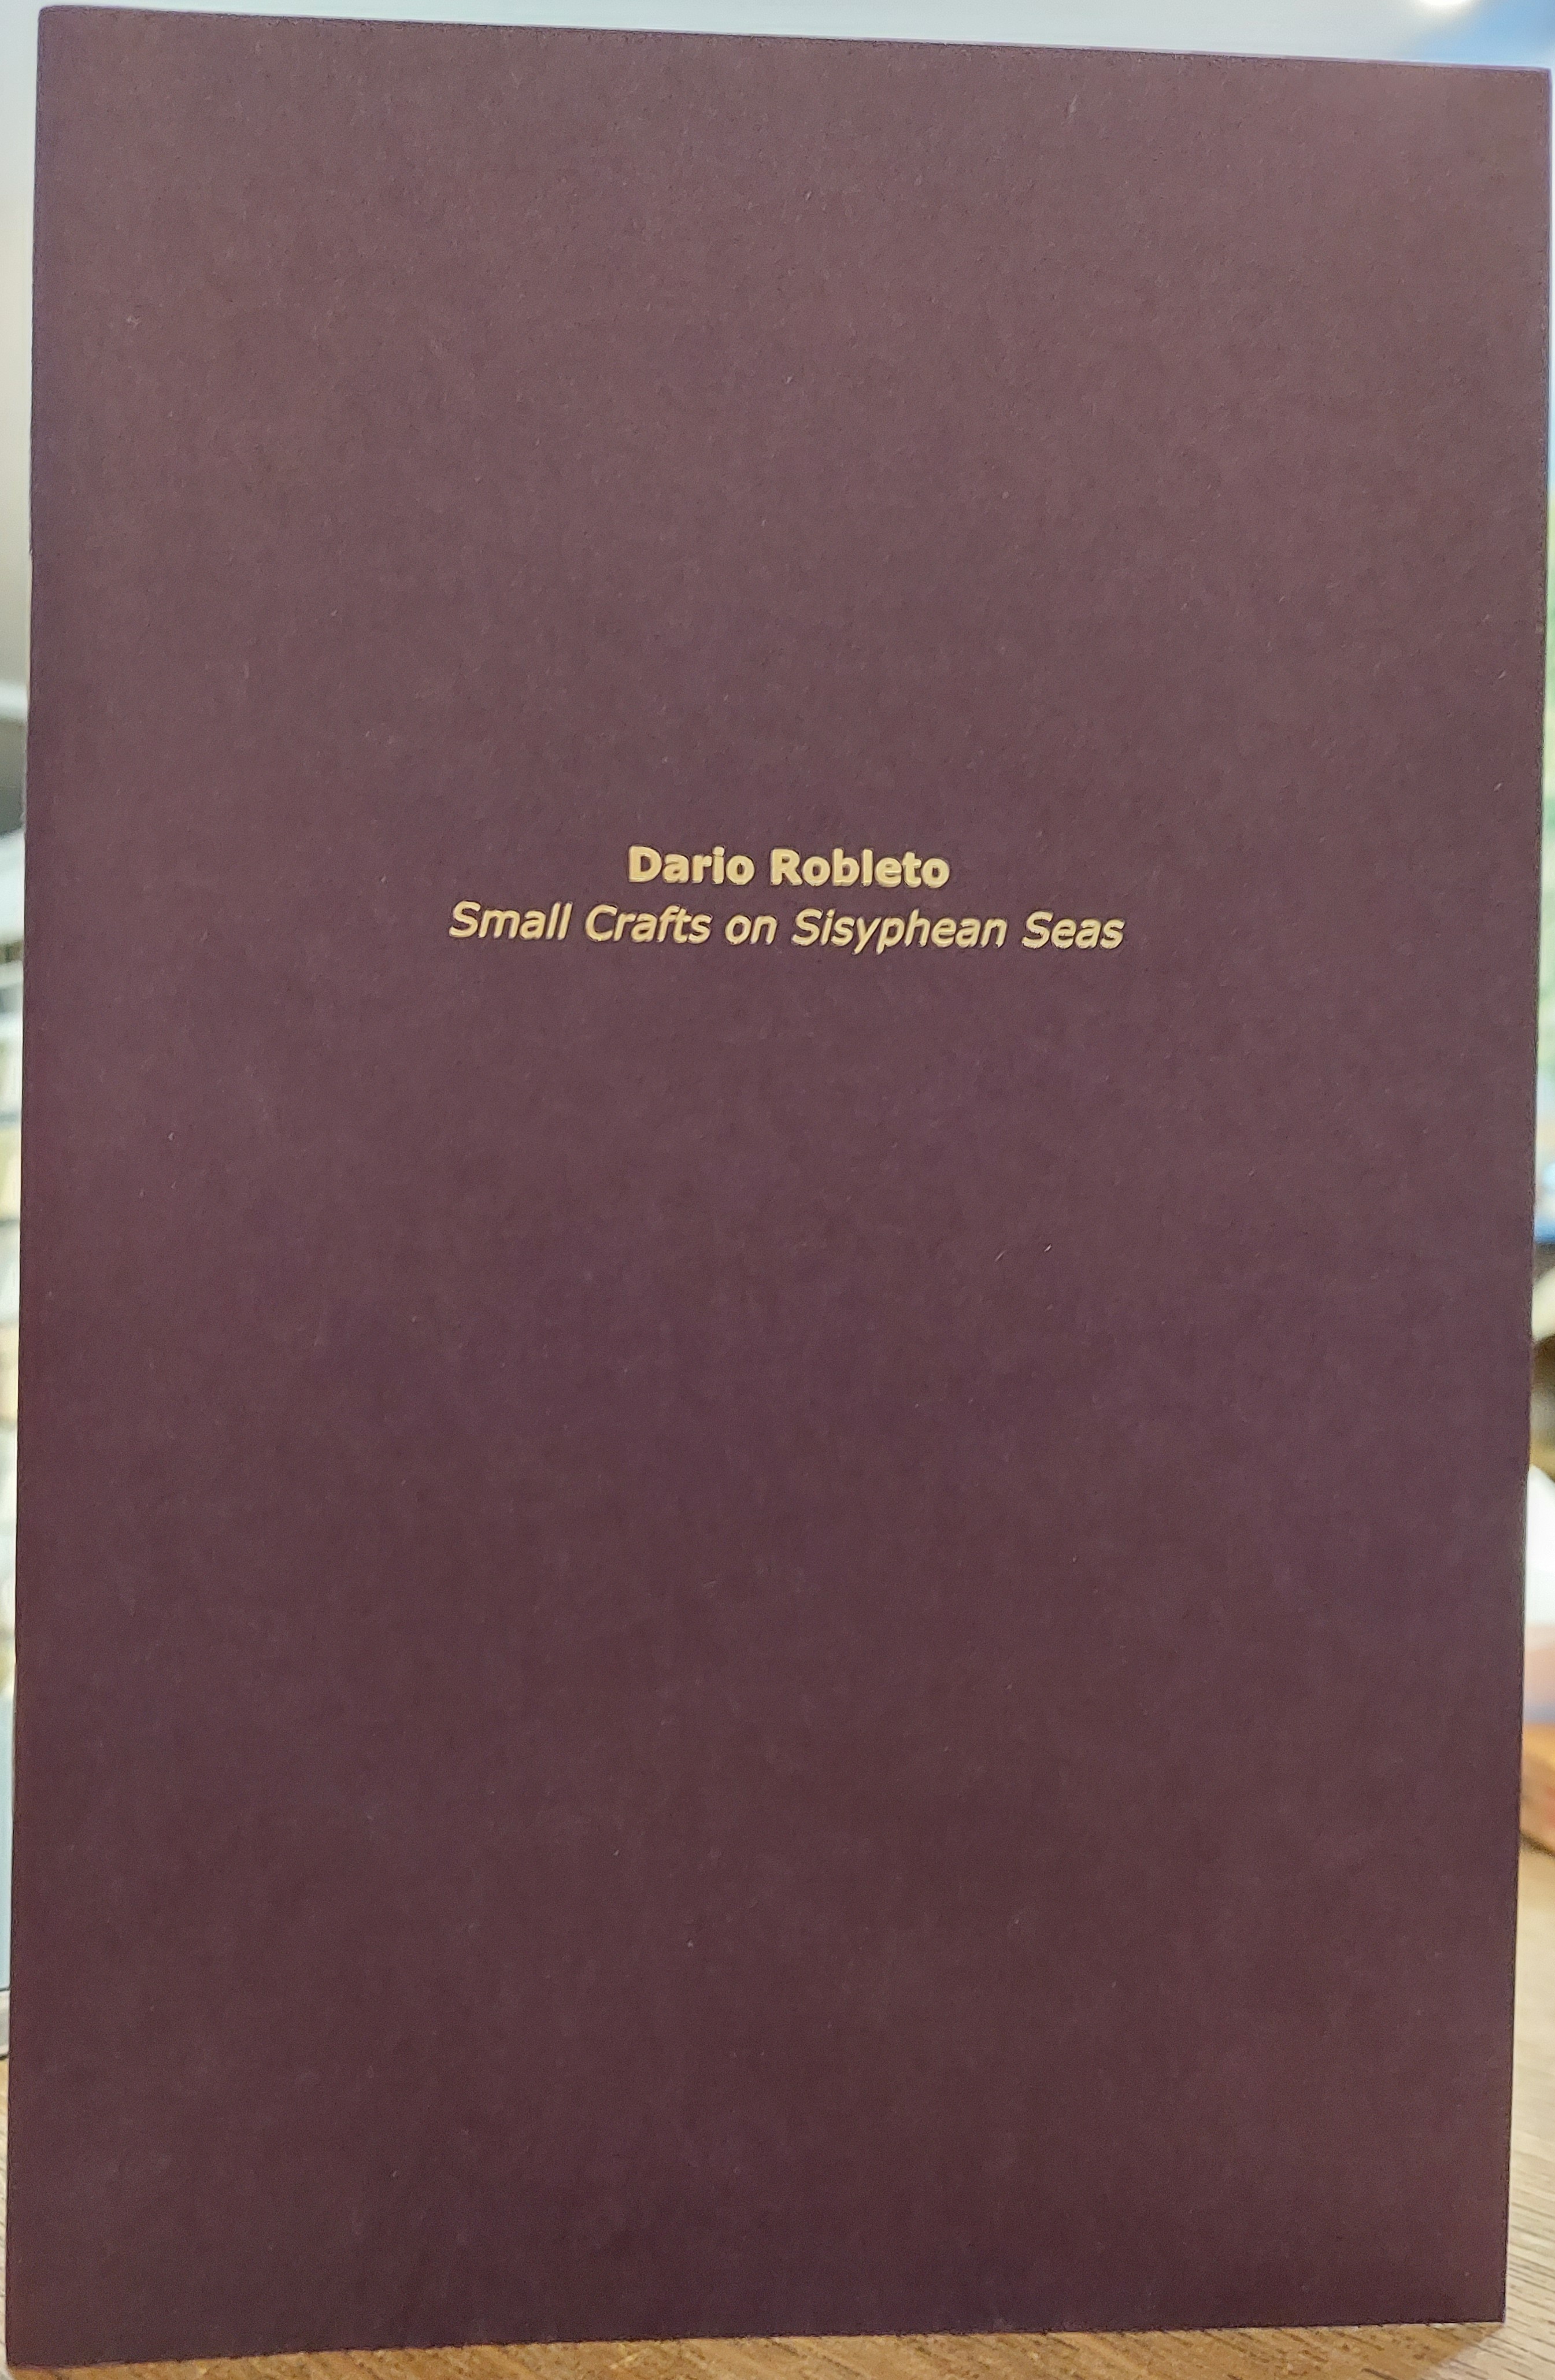 Dario Robleto
Small Crafts on Sisyphean Seas